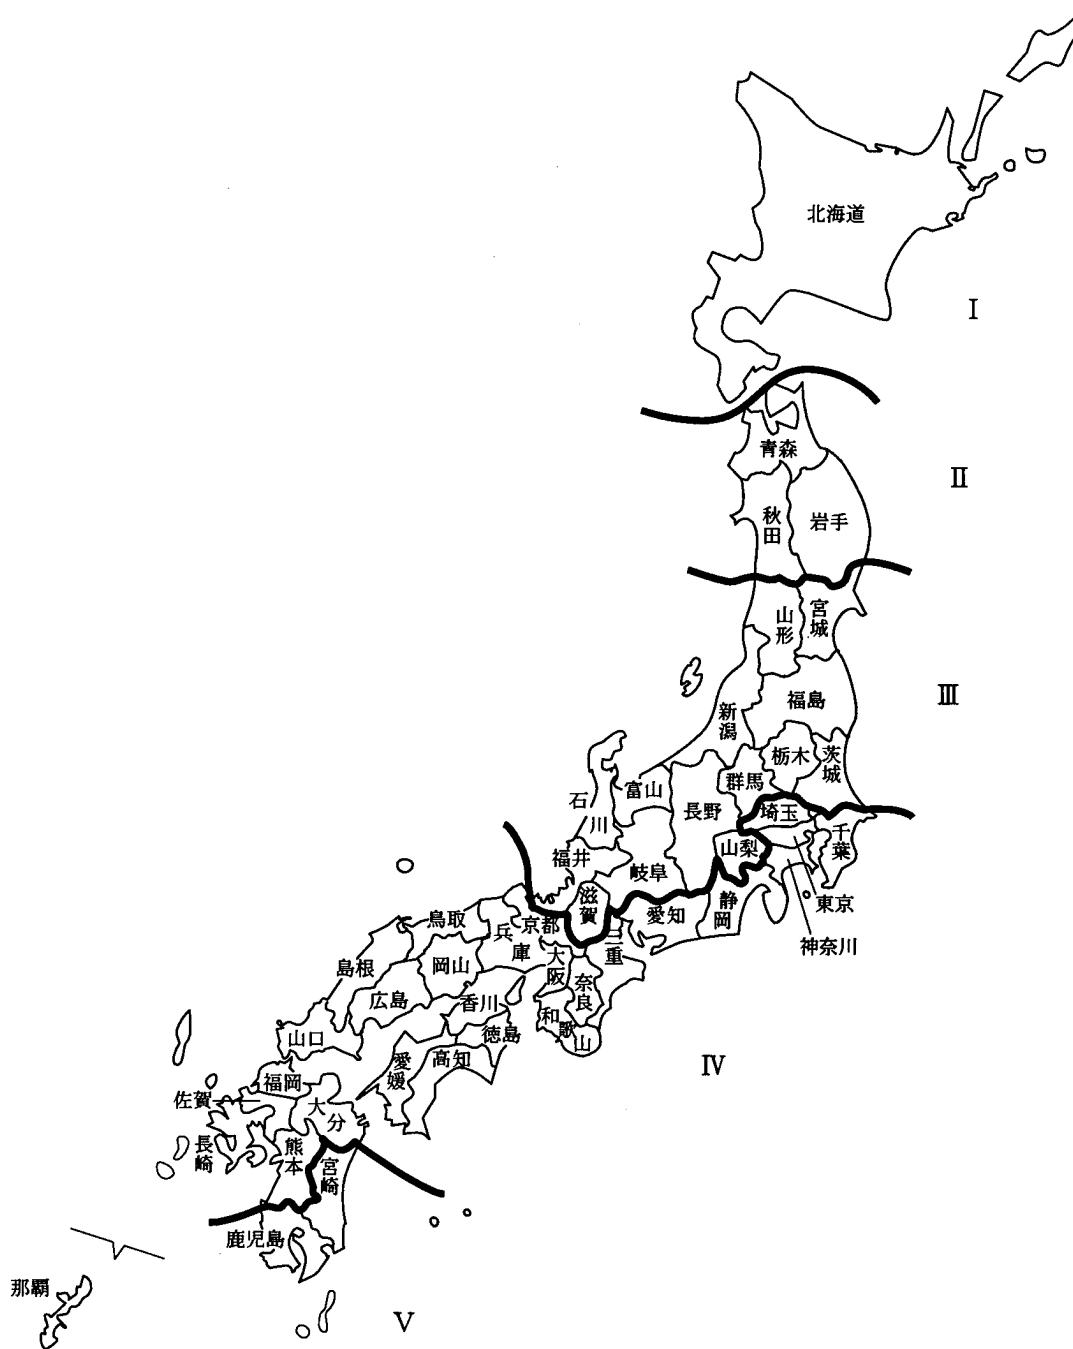 北海道
I
青森
II
秋田
岩手
山形
宮城
III
福島
新潟
栃木
茨城
群馬
富山
石川
長野
埼玉
千葉
福井
岐阜
山梨
滋賀
愛知
静岡
東京
神奈川
鳥取
兵庫
京都
三重
大阪
島根
岡山
奈良
広島
香川
和歌山
徳島
山口
愛媛
高知
IV
福岡
佐賀
大分
長崎
熊本
宮崎
鹿児島
那覇
V